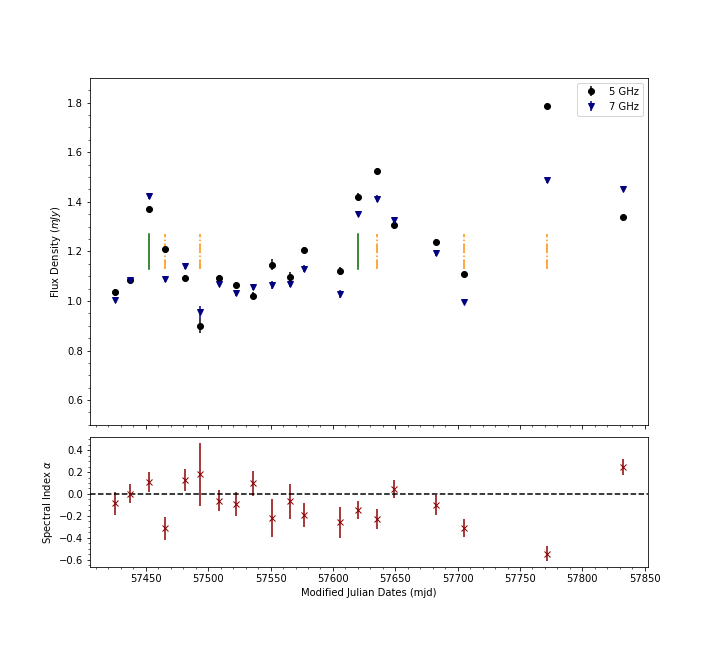 5 GHz
7 GHz
Flux Density (mJy)
1.8
1.6
1.4
1.2
1.0
0.8
0.6
Spectral Index α
0.4
0.2
0.0
−0.2
−0.4
−0.6
57450 57500 57550 57600 57650 57700 57750 57800 57850
Modified Julian Dates (mjd)